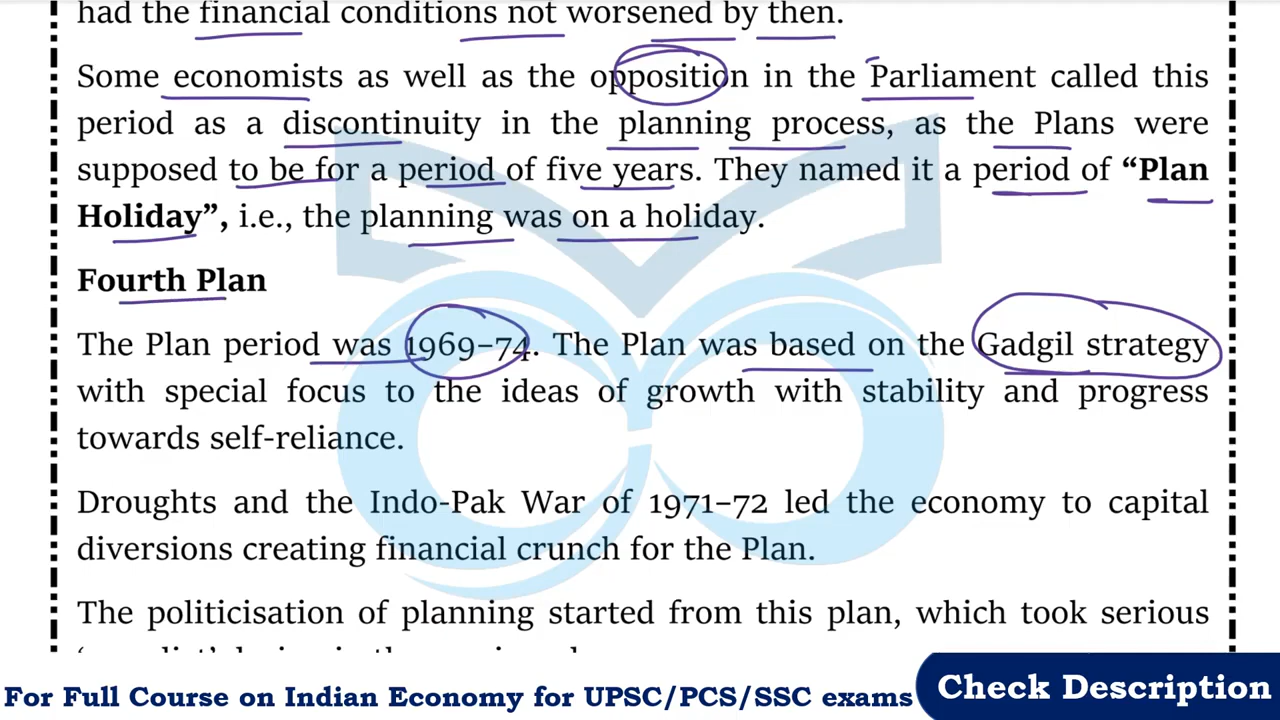 had the financial conditions not worsened by then.
Some economists as well as the opposition in the Parliament called this
period as a discontinuity in the planning process, as the Plans were
supposed to be for a period of five years. They named it a period of “Plan
Holiday”, i.e., the planning was on a holiday.
Fourth Plan
The Plan period was 1969–74. The Plan was based on the Gadgil strategy
with special focus to the ideas of growth with stability and progress
towards self-reliance.
Droughts and the Indo-Pak War of 1971–72 led the economy to capital
diversions creating financial crunch for the Plan.
The politicisation of planning started from this plan, which took serious
For Full Course on Indian Economy for UPSC/PCS/SSC exams
Check Description